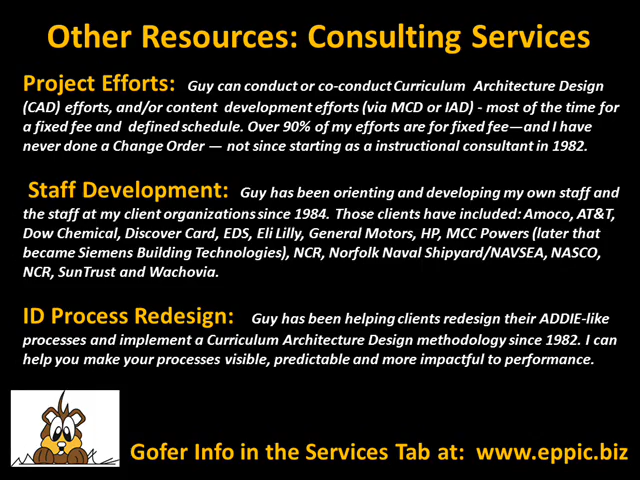 Other Resources: Consulting Services
Project Efforts: Guy can conduct or co-conduct Curriculum Architecture Design
(CAD) efforts, and/or content development efforts (via MCD or IAD) - most of the time for
a fixed fee and defined schedule. Over 90% of my efforts are for fixed fee—and I have
never done a Change Order — not since starting as a instructional consultant in 1982.
Staff Development: Guy has been orienting and developing my own staff and
the staff at my client organizations since 1984. Those clients have included: Amoco, AT&T,
Dow Chemical, Discover Card, EDS, Eli Lilly, General Motors, HP, MCC Powers (later that
became Siemens Building Technologies), NCR, Norfolk Naval Shipyard/NAVSEA, NASCO,
NCR, SunTrust and Wachovia.
ID Process Redesign: Guy has been helping clients redesign their ADDIE-like
processes and implement a Curriculum Architecture Design methodology since 1982. I can
help you make your processes visible, predictable and more impactful to performance.
Gofer Info in the Services Tab at: www.eppic.biz